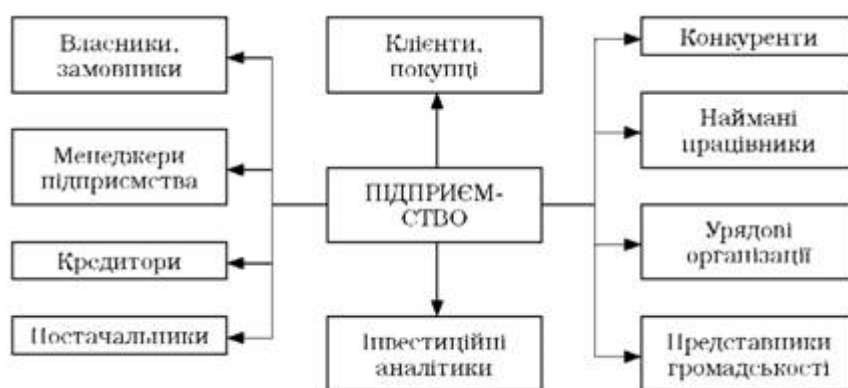 Власники,
замовники
Менеджери
підприємства
Кредитори
Постачальники
Клієнти,
покупці
ПІДПРИЄМ-
СТВО
Інвестиційні
аналітики
Конкуренти
Наймані
працівники
Урядові
організації
Представники
громадськості